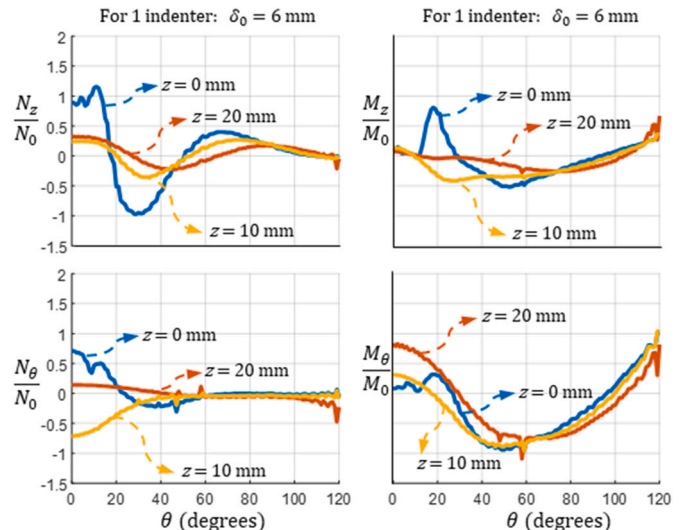 For 1 indenter: δ₀ = 6 mm
For 1 indenter: δ₀ = 6 mm
2
1.5
1
0.5
0
-0.5
-1
-1.5
N_z/N₀
z = 0 mm
z = 20 mm
z = 10 mm
M_z/M₀
z = 0 mm
z = 20 mm
z = 10 mm
2
1.5
1
0.5
0
-0.5
-1
-1.5
N_θ/N₀
z = 0 mm
z = 20 mm
z = 10 mm
0 20 40 60 80 100 120
θ (degrees)
M_θ/M₀
z = 20 mm
z = 0 mm
z = 10 mm
0 20 40 60 80 100 120
θ (degrees)